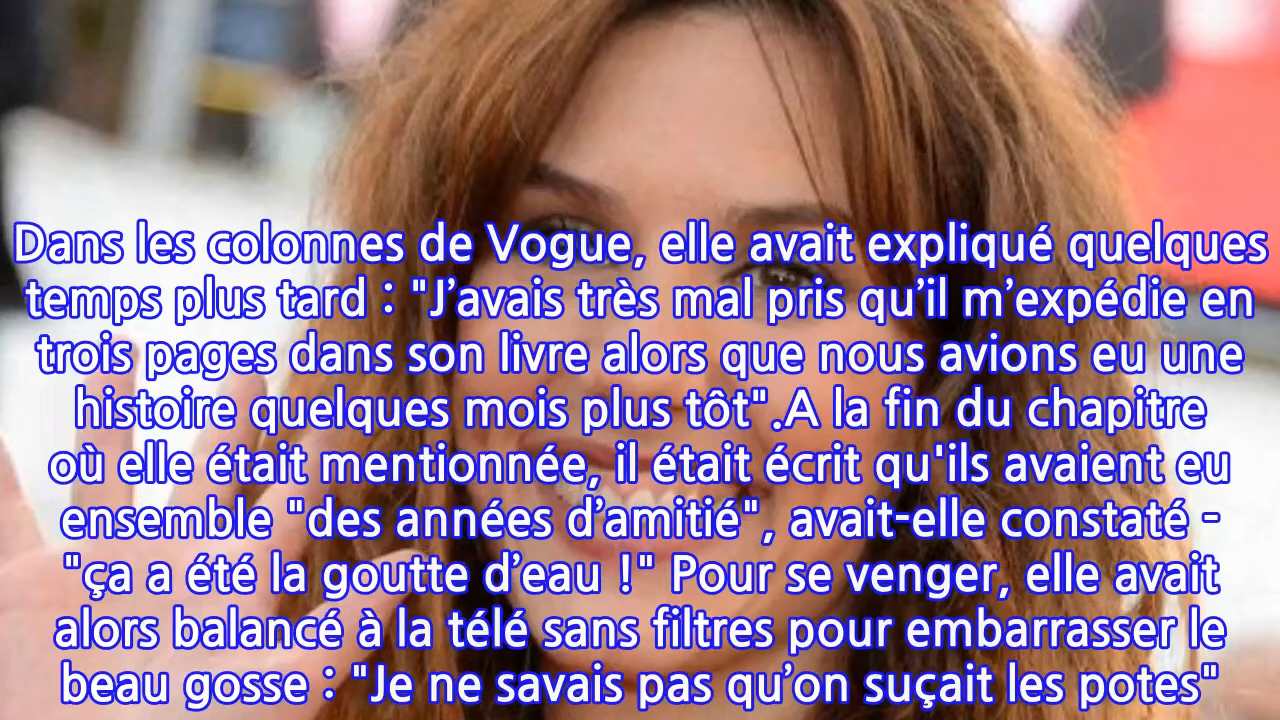 Dans les colonnes de Vogue, elle avait expliqué quelques
temps plus tard : "J’avais très mal pris qu’il m’expédie en
trois pages dans son livre alors que nous avions eu une
histoire quelques mois plus tôt".A la fin du chapitre
où elle était mentionnée, il était écrit qu'ils avaient eu
ensemble "des années d’amitié", avait-elle constaté -
"ça a été la goutte d’eau !" Pour se venger, elle avait
alors balancé à la télé sans filtres pour embarrasser le
beau gosse : "Je ne savais pas qu’on suçait les potes"